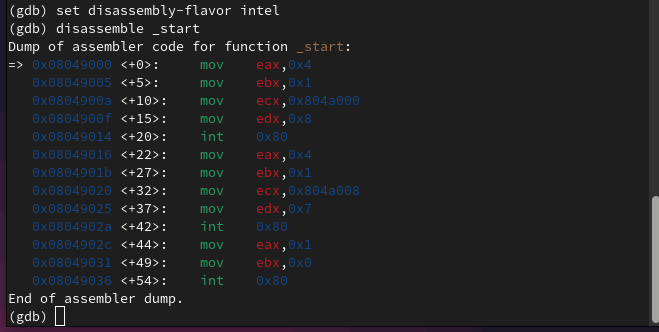 (gdb) set disassembly-flavor intel
(gdb) disassemble _start
Dump of assembler code for function _start:
=> 0x08049000 <+0>:     mov    eax,0x4
   0x08049005 <+5>:     mov    ebx,0x1
   0x0804900a <+10>:    mov    ecx,0x804a000
   0x0804900f <+15>:    mov    edx,0x8
   0x08049014 <+20>:    int    0x80
   0x08049016 <+22>:    mov    eax,0x4
   0x0804901b <+27>:    mov    ebx,0x1
   0x08049020 <+32>:    mov    ecx,0x804a008
   0x08049025 <+37>:    mov    edx,0x7
   0x0804902a <+42>:    int    0x80
   0x0804902c <+44>:    mov    eax,0x1
   0x08049031 <+49>:    mov    ebx,0x0
   0x08049036 <+54>:    int    0x80
End of assembler dump.
(gdb)